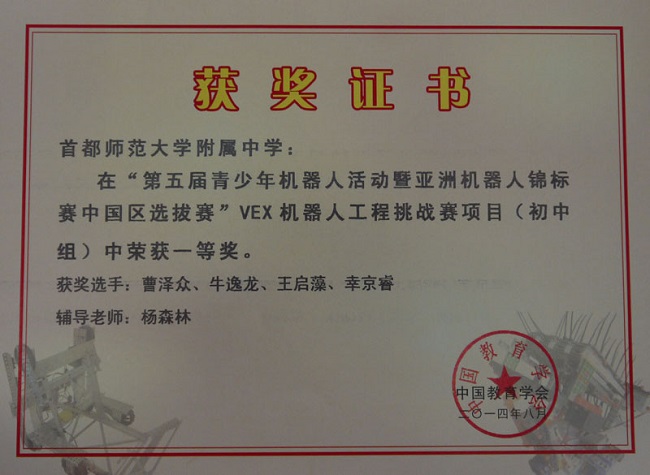 获奖证书
首都师范大学附属中学：
在“第五届青少年机器人活动暨亚洲机器人锦标
赛中国区选拔赛”VEX机器人工程挑战赛项目（初中
组）中荣获一等奖。
获奖选手：曹泽众、牛逸龙、王启藻、幸京睿
辅导老师：杨森林
中国教育学会
中国教育学会
二〇一四年八月